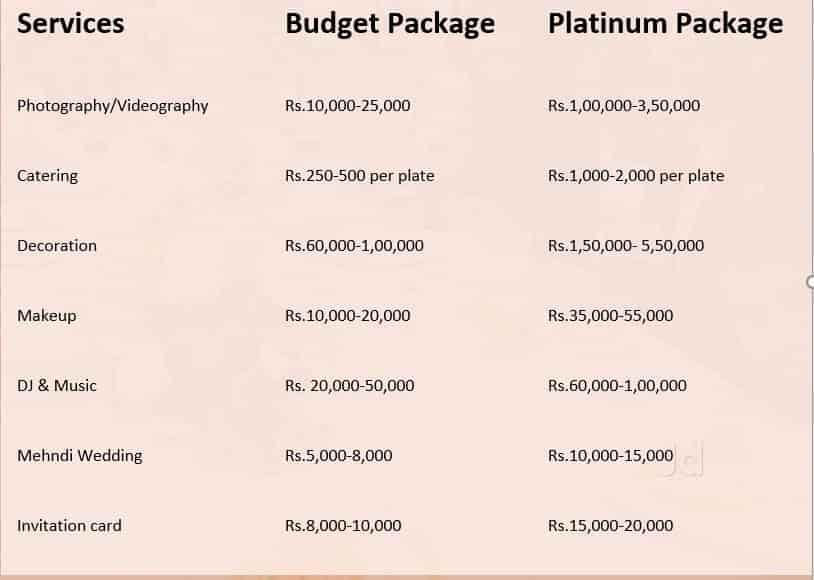 Services Budget Package Platinum Package
Photography/Videography Rs.10,000-25,000 Rs.1,00,000-3,50,000
Catering Rs.250-500 per plate Rs.1,000-2,000 per plate
Decoration Rs.60,000-1,00,000 Rs.1,50,000- 5,50,000
Makeup Rs.10,000-20,000 Rs.35,000-55,000
DJ & Music Rs. 20,000-50,000 Rs.60,000-1,00,000
Mehndi Wedding Rs.5,000-8,000 Rs.10,000-15,000
Invitation card Rs.8,000-10,000 Rs.15,000-20,000